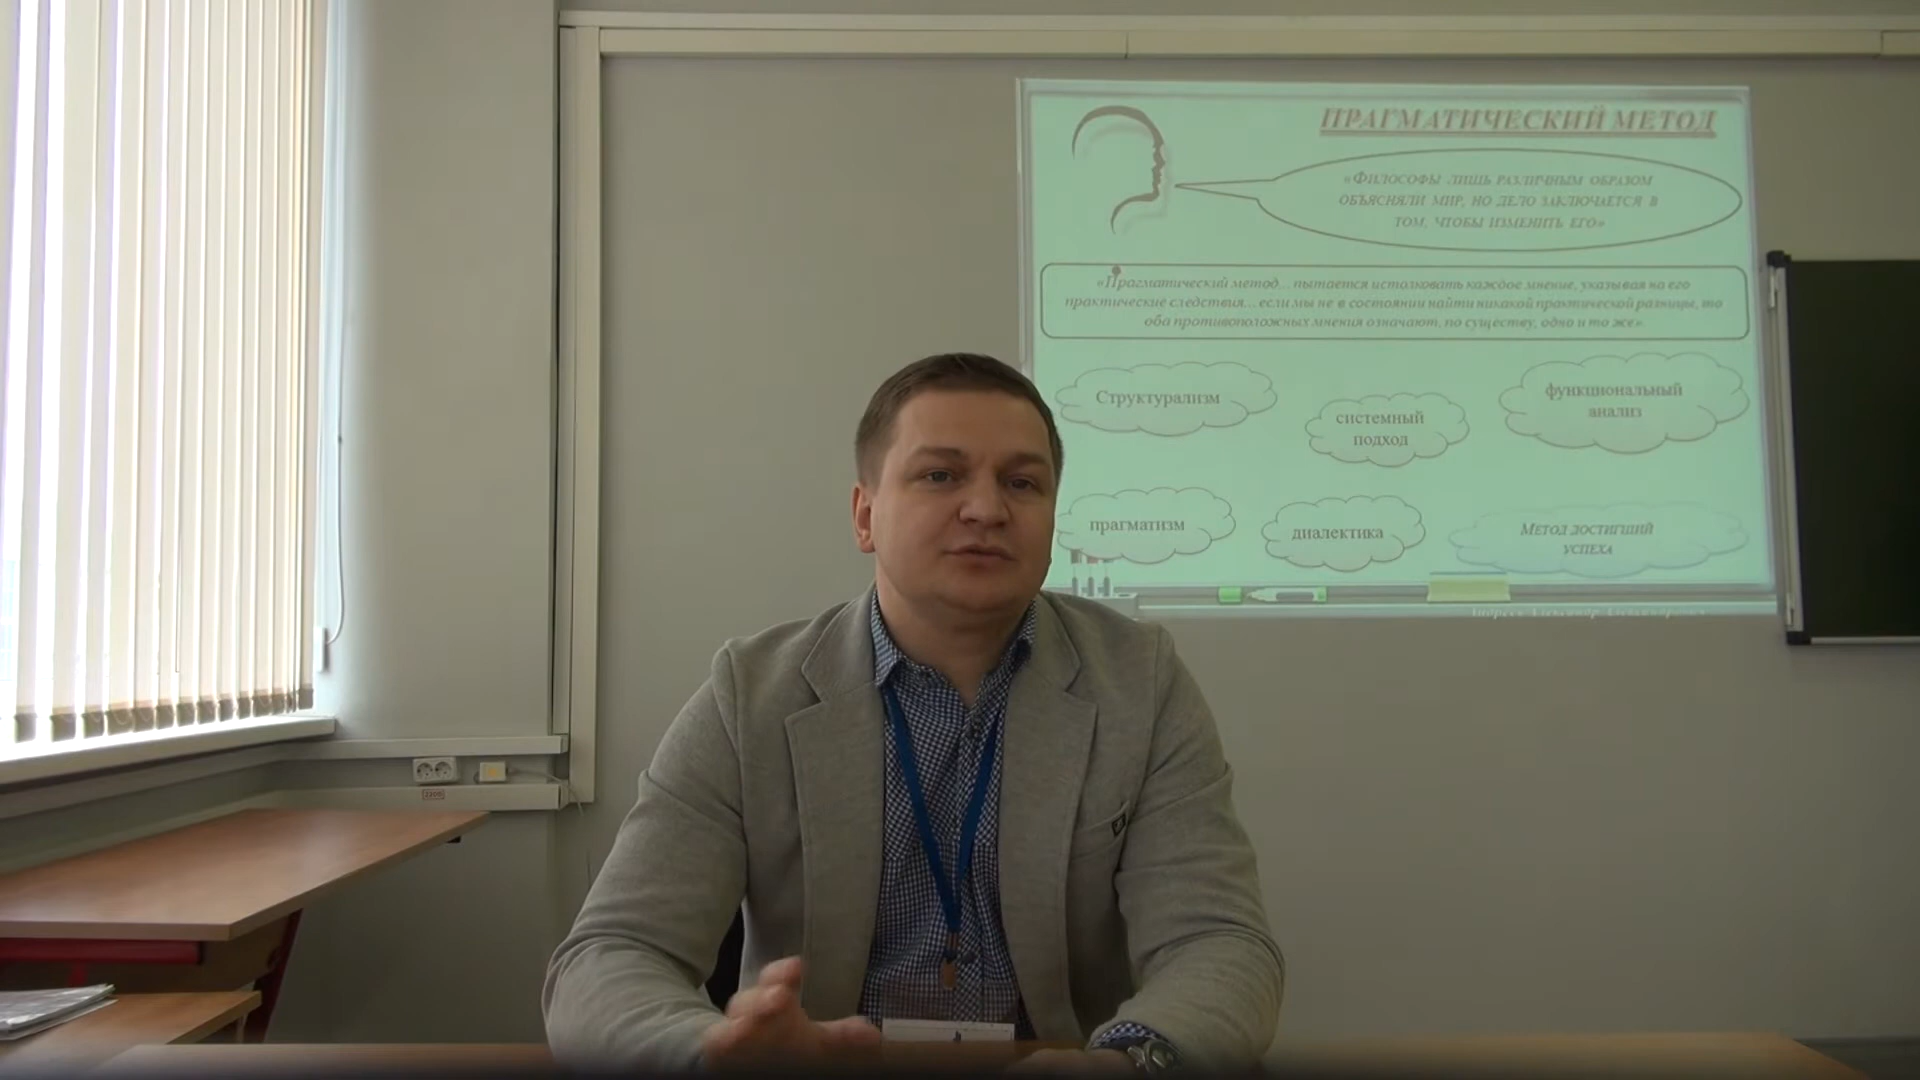 ПРАГМАТИЧЕСКИЙ МЕТОД
«ФИЛОСОФЫ ЛИШЬ РАЗЛИЧНЫМ ОБРАЗОМ
ОБЪЯСНЯЛИ МИР, НО ДЕЛО ЗАКЛЮЧАЕТСЯ В
ТОМ, ЧТОБЫ ИЗМЕНИТЬ ЕГО»
«Прагматический метод... пытается истолковать каждое мнение, указывая на его
практические следствия... если мы не в состоянии найти никакой практической разницы, то
оба противоположных мнения означают, по существу, одно и то же»
Структурализм
системный
подход
функциональный
анализ
прагматизм
диалектика
МЕТОД ДОСТИГШИЙ
УСПЕХА